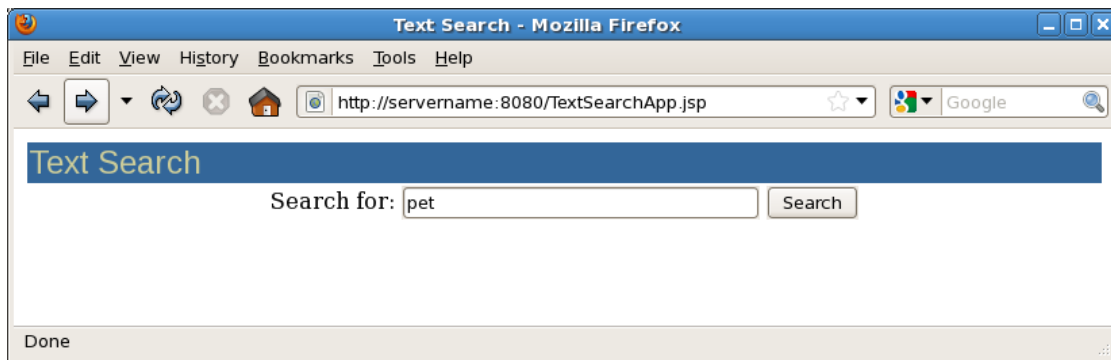 Text Search - Mozilla Firefox
File Edit View History Bookmarks Tools Help
http://servername:8080/TextSearchApp.jsp Google
Text Search
Search for: pet Search
Done